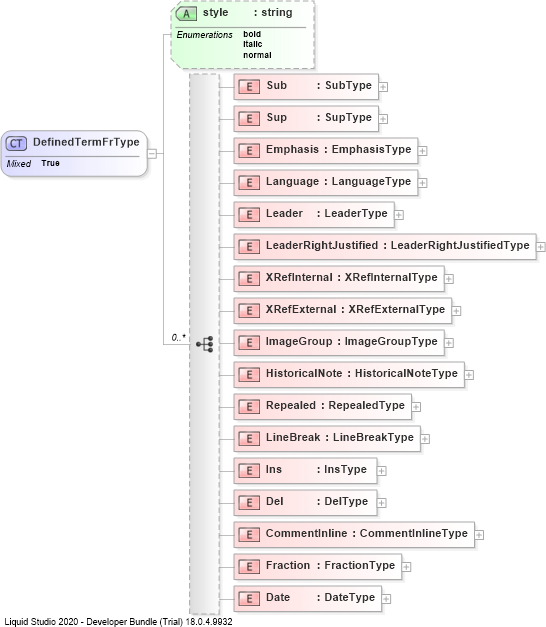 A style : string
Enumerations bold
italic
normal
E Sub : SubType
E Sup : SupType
CT DefinedTermFrType
Mixed True
E Emphasis : EmphasisType
E Language : LanguageType
E Leader : LeaderType
E LeaderRightJustified : LeaderRightJustifiedType
E XRefInternal : XRefInternalType
E XRefExternal : XRefExternalType
0..*
E ImageGroup : ImageGroupType
E HistoricalNote : HistoricalNoteType
E Repealed : RepealedType
E LineBreak : LineBreakType
E Ins : InsType
E Del : DelType
E CommentInline : CommentInlineType
E Fraction : FractionType
E Date : DateType
Liquid Studio 2020 - Developer Bundle (Trial) 18.0.4.9932